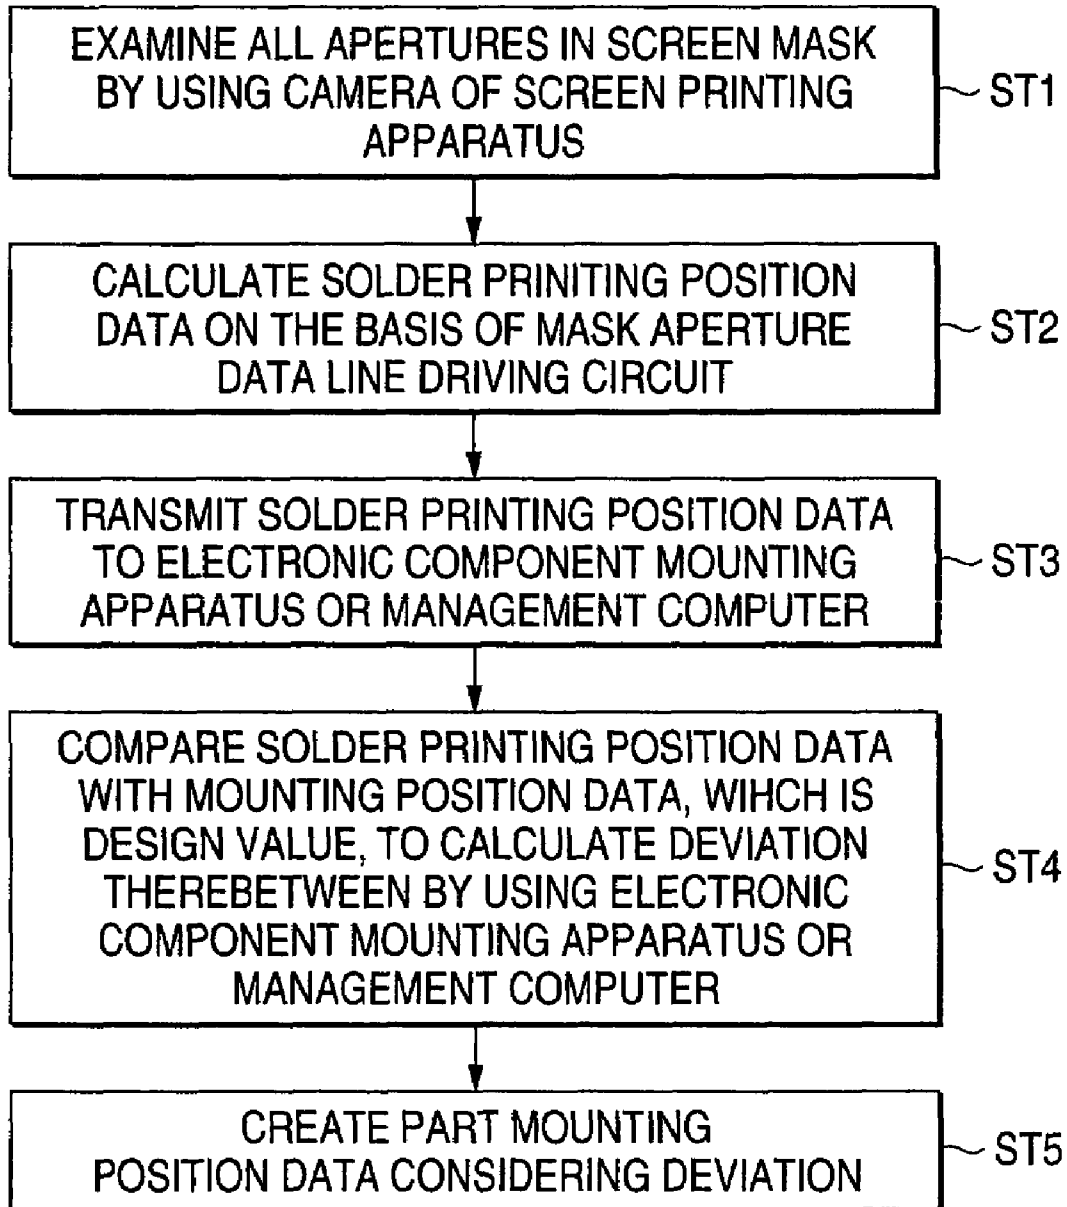 EXAMINE ALL APERTURES IN SCREEN MASK
BY USING CAMERA OF SCREEN PRINTING
APPARATUS
ST1
CALCULATE SOLDER PRINITING POSITION
DATA ON THE BASIS OF MASK APERTURE
DATA LINE DRIVING CIRCUIT
ST2
TRANSMIT SOLDER PRINTING POSITION DATA
TO ELECTRONIC COMPONENT MOUNTING
APPARATUS OR MANAGEMENT COMPUTER
ST3
COMPARE SOLDER PRINTING POSITION DATA
WITH MOUNTING POSITION DATA, WIHCH IS
DESIGN VALUE, TO CALCULATE DEVIATION
THEREBETWEEN BY USING ELECTRONIC
COMPONENT MOUNTING APPARATUS OR
MANAGEMENT COMPUTER
ST4
CREATE PART MOUNTING
POSITION DATA CONSIDERING DEVIATION
ST5